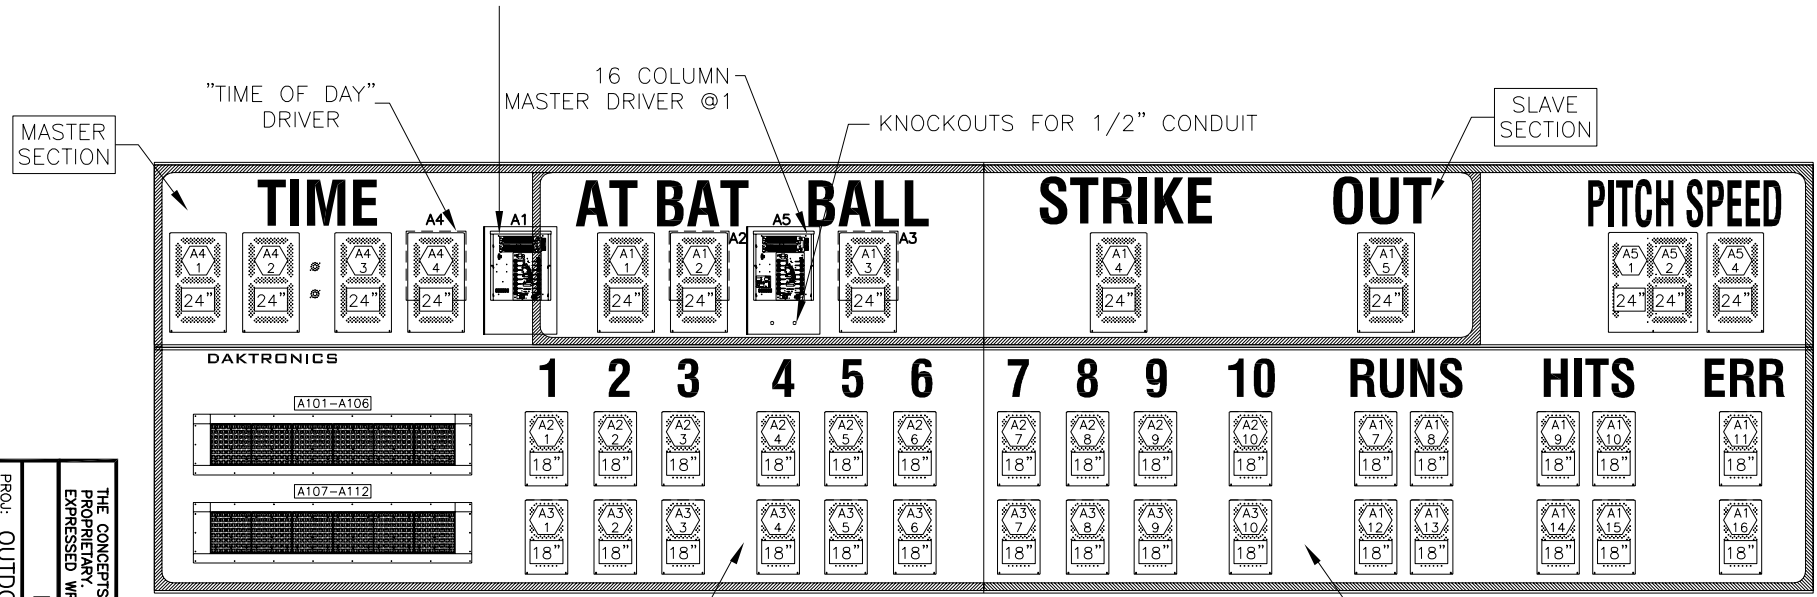 "TIME OF DAY"
DRIVER
16 COLUMN
MASTER DRIVER @1
KNOCKOUTS FOR 1/2" CONDUIT
SLAVE
SECTION
MASTER
SECTION
TIME AT BAT BALL STRIKE OUT PITCH SPEED
A4 A1 A2 A5 A3
A4 1 A4 2 A4 3 A4 4 A1 1 A1 2 A1 3 A1 4 A1 5 A5 1 A5 2 A5 4
24" 24" 24" 24" 24" 24" 24" 24" 24" 24" 24" 24"
DAKTRONICS
1 2 3 4 5 6 7 8 9 10 RUNS HITS ERR
A101-A106
A2 1 A2 2 A2 3 A2 4 A2 5 A2 6 A2 7 A2 8 A2 9 A2 10 A1 7 A1 8 A1 9 A1 10 A1 11
18" 18" 18" 18" 18" 18" 18" 18" 18" 18" 18" 18" 18" 18" 18"
A107-A112
A3 1 A3 2 A3 3 A3 4 A3 5 A3 6 A3 7 A3 8 A3 9 A3 10 A1 12 A1 13 A1 14 A1 15 A1 16
18" 18" 18" 18" 18" 18" 18" 18" 18" 18" 18" 18" 18" 18" 18"
THE CONCEPTS
PROPRIETARY.
EXPRESSED
PROJ: